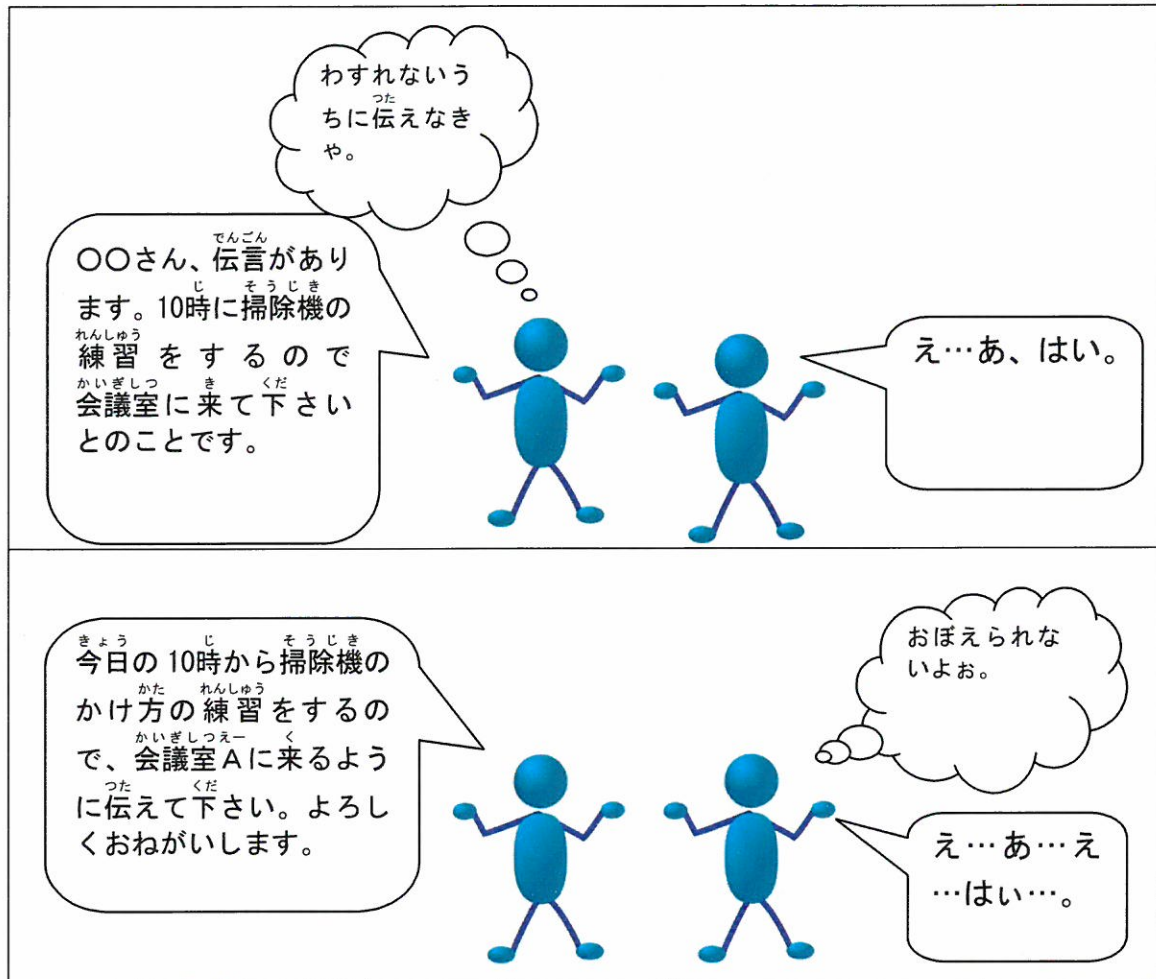 わすれないう
ちに伝えなき
ゃ。
〇〇さん、伝言があり
ます。10時に掃除機の
練習をするので
会議室に来て下さい
とのことです。
え…あ、はい。
今日の10時から掃除機の
かけ方の練習をするの
で、会議室Aに来るよう
に伝えて下さい。よろし
くおねがいします。
おぼえられな
いよぉ。
え…あ…え
…はい…。